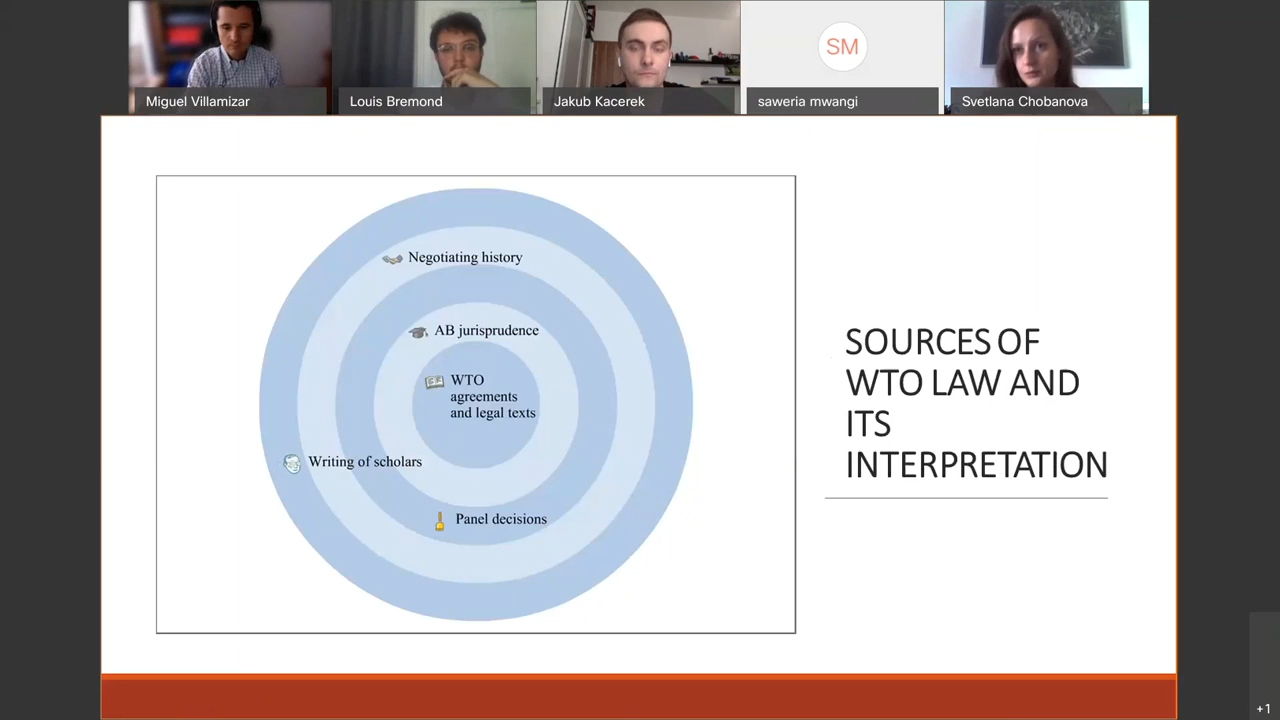 Miguel Villamizar
Louis Bremond
Jakub Kacerek
SM
saweria mwangi
Svetlana Chobanova
Negotiating history
AB jurisprudence
WTO
agreements
and legal texts
Writing of scholars
Panel decisions
SOURCES OF
WTO LAW AND
ITS
INTERPRETATION
+1